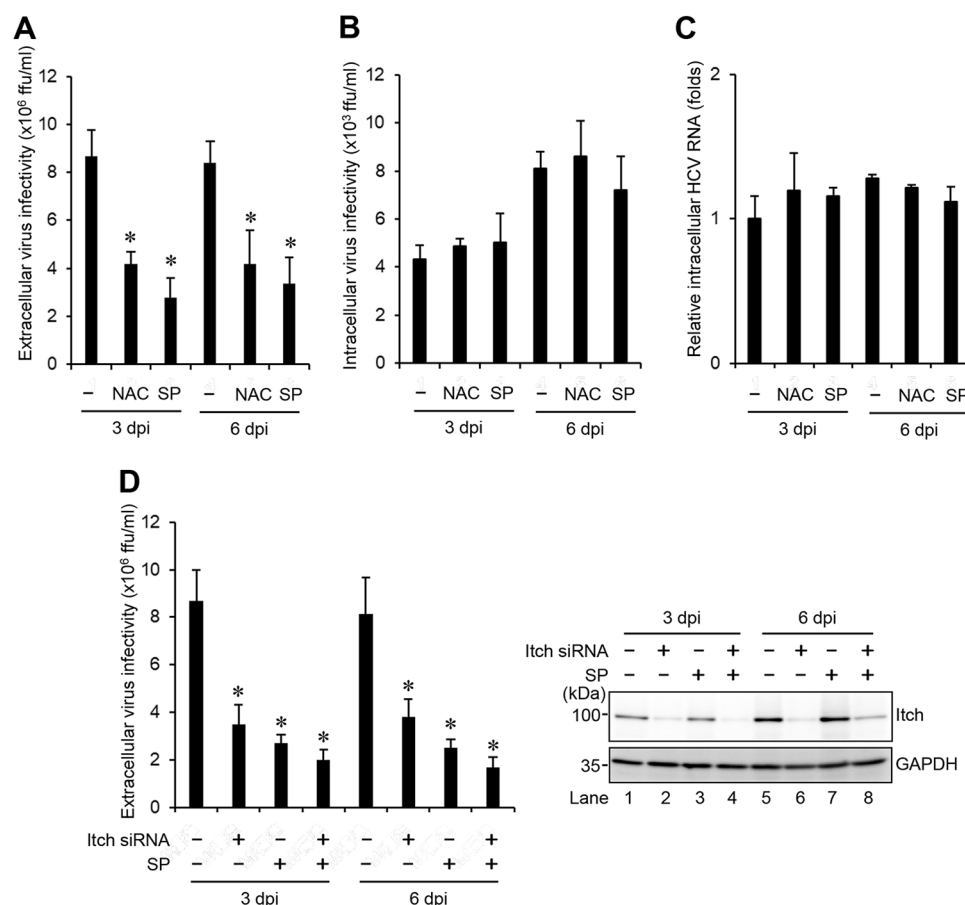 A
Extracellular virus infectivity (x10⁶ ffu/ml)
12
10
8
6
4
2
0
* * * *
– NAC SP – NAC SP
3 dpi 6 dpi
B
Intracellular virus infectivity (x10³ ffu/ml)
12
10
8
6
4
2
0
– NAC SP – NAC SP
3 dpi 6 dpi
C
Relative intracellular HCV RNA (folds)
2
1
0
– NAC SP – NAC SP
3 dpi 6 dpi
D
Extracellular virus infectivity (x10⁶ ffu/ml)
12
10
8
6
4
2
0
* * * * * *
Itch siRNA – + – + – + – +
SP – – + + – – + +
3 dpi 6 dpi
3 dpi 6 dpi
Itch siRNA – + – + – + – +
SP – – + + – – + +
(kDa)
100 Itch
35 GAPDH
Lane 1 2 3 4 5 6 7 8